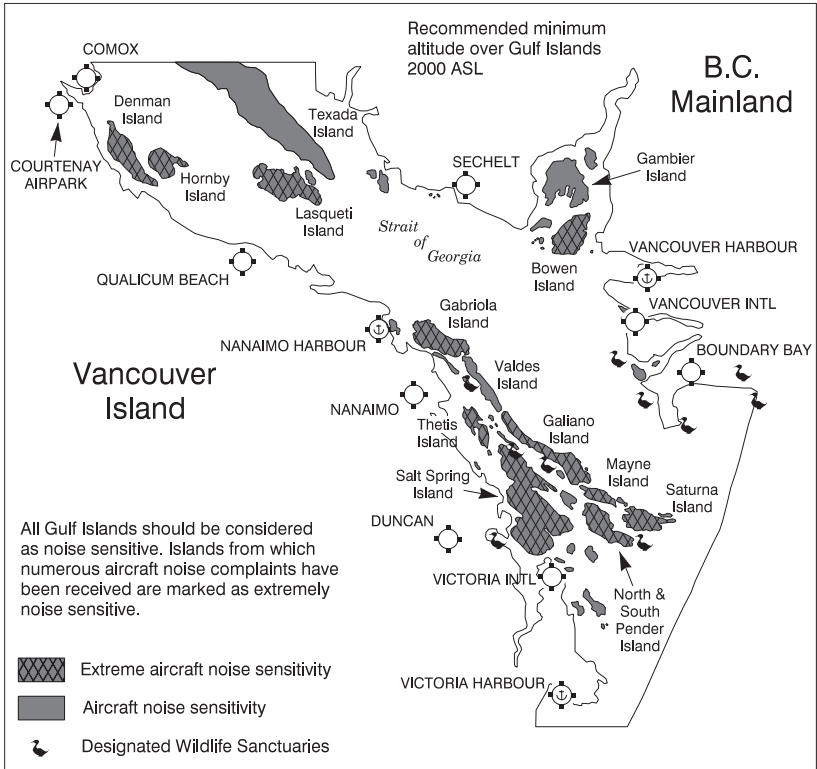 Recommended minimum
altitude over Gulf Islands
2000 ASL
B.C.
Mainland
COMOX
Denman
Island
Texada
Island
COURTENAY
AIRPARK
Hornby
Island
Lasqueti
Island
SECHELT
Gambier
Island
Strait
of
Georgia
Bowen
Island
VANCOUVER HARBOUR
QUALICUM BEACH
VANCOUVER INTL
Gabriola
Island
NANAIMO HARBOUR
BOUNDARY BAY
Vancouver
Island
Valdes
Island
NANAIMO
Thetis
Island
Galiano
Island
Mayne
Island
Salt Spring
Island
Saturna
Island
DUNCAN
All Gulf Islands should be considered
as noise sensitive. Islands from which
numerous aircraft noise complaints have
been received are marked as extremely
noise sensitive.
VICTORIA INTL
North &
South
Pender
Island
VICTORIA HARBOUR
Extreme aircraft noise sensitivity
Aircraft noise sensitivity
Designated Wildlife Sanctuaries